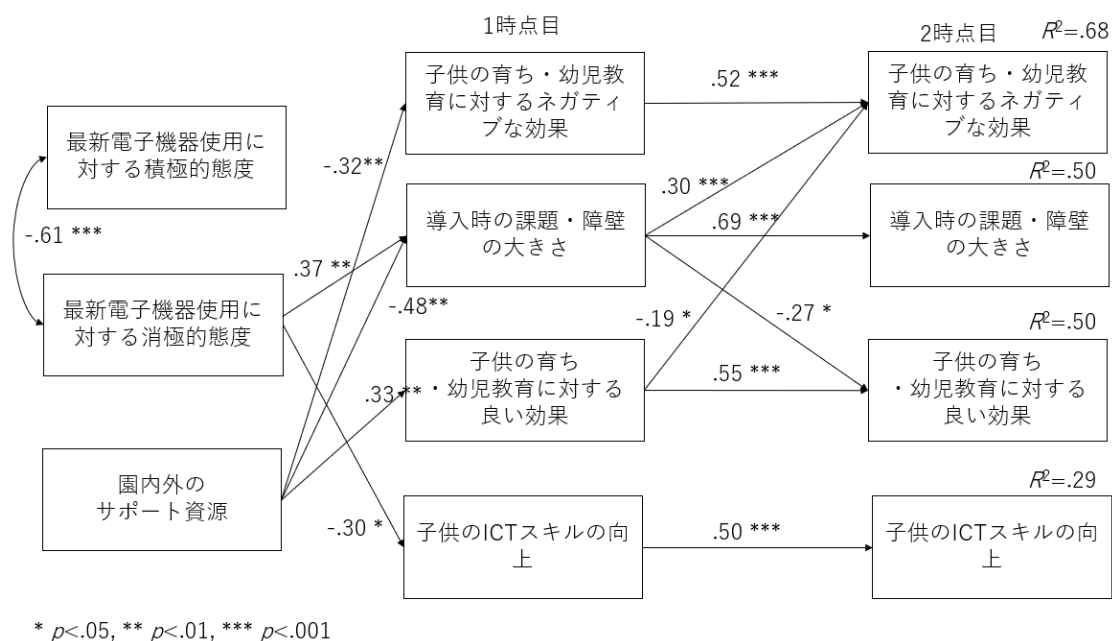 1時点目
2時点目
R²=.68
子供の育ち・幼児教
育に対するネガティ
ブな効果
.52 ***
子供の育ち・幼児教
育に対するネガティ
ブな効果
最新電子機器使用に
対する積極的態度
-.32**
.30 ***
R²=.50
-.61 ***
導入時の課題・障壁
の大きさ
.69 ***
導入時の課題・障壁
の大きさ
.37 **
最新電子機器使用に
対する消極的態度
-.48**
-.19 *
-.27 *
R²=.50
子供の育ち
・幼児教育に対する
良い効果
.33 **
.55 ***
子供の育ち
・幼児教育に対する
良い効果
園内外の
サポート資源
R²=.29
-.30 *
子供のICTスキルの向
上
.50 ***
子供のICTスキルの向
上
* p<.05, ** p<.01, *** p<.001